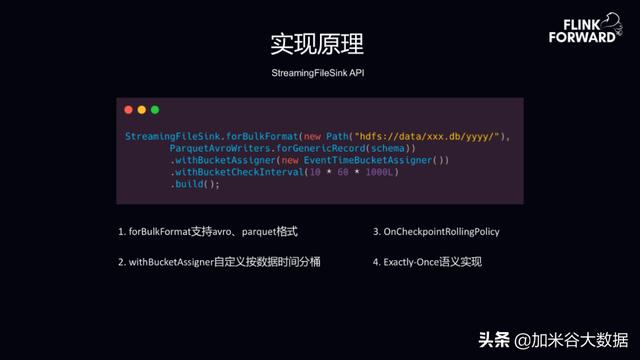 FLINK
FORWARD
实现原理
StreamingFileSink API
StreamingFileSink.forBulkFormat(new Path("hdfs://data/xxx.db/yyyy/"),
ParquetAvroWriters.forGenericRecord(schema))
.withBucketAssigner(new EventTimeBucketAssigner())
.withBucketCheckInterval(10 * 60 * 1000L)
.build();
1. forBulkFormat支持avro、parquet格式
3. OnCheckpointRollingPolicy
2. withBucketAssigner自定义按数据时间分桶
4. Exactly-Once语义实现
头条 @加米谷大数据